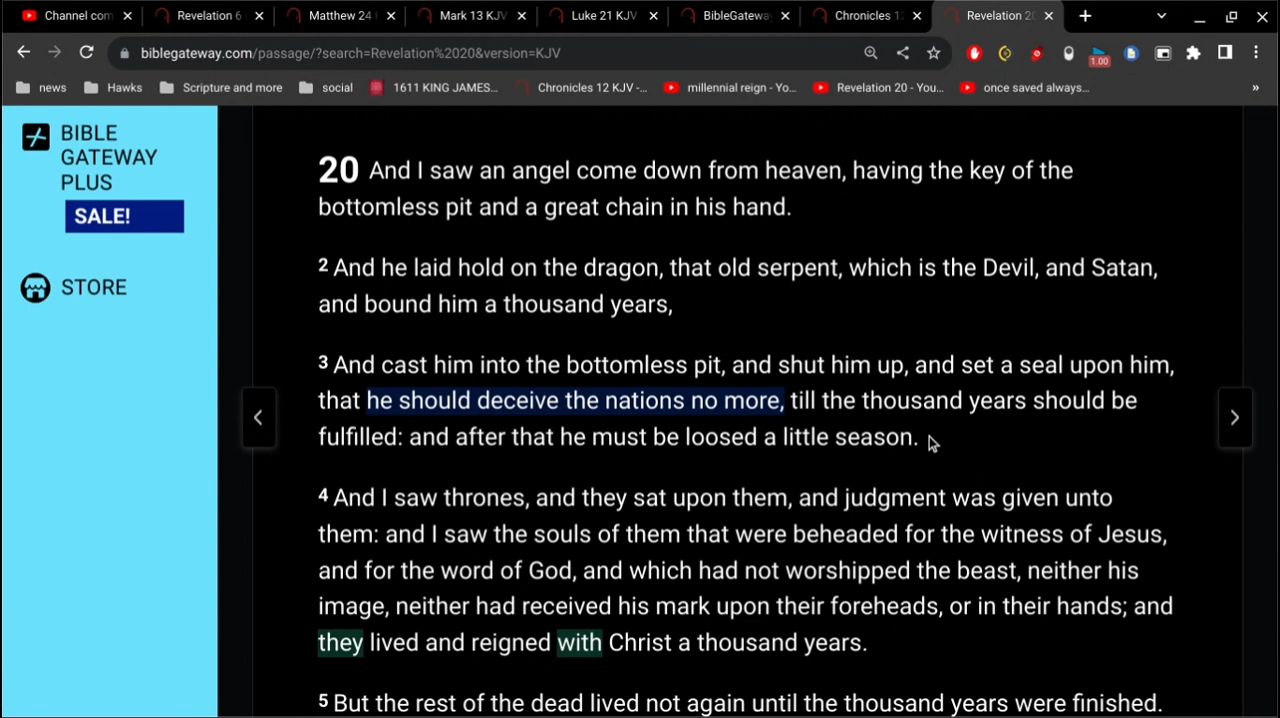 Channel com
Revelation 6
Matthew 24
Mark 13 KJV
Luke 21 KJV
BibleGateway
Chronicles 12
Revelation 20
biblegateway.com/passage/?search=Revelation%2020&version=KJV
1.00
news
Hawks
Scripture and more
social
1611 KING JAMES...
Chronicles 12 KJV -...
millennial reign - Yo...
Revelation 20 - You...
once saved always...
»
BIBLE
GATEWAY
PLUS
SALE!
STORE
20 And I saw an angel come down from heaven, having the key of the
bottomless pit and a great chain in his hand.
2 And he laid hold on the dragon, that old serpent, which is the Devil, and Satan,
and bound him a thousand years,
3 And cast him into the bottomless pit, and shut him up, and set a seal upon him,
that he should deceive the nations no more, till the thousand years should be
fulfilled: and after that he must be loosed a little season.
4 And I saw thrones, and they sat upon them, and judgment was given unto
them: and I saw the souls of them that were beheaded for the witness of Jesus,
and for the word of God, and which had not worshipped the beast, neither his
image, neither had received his mark upon their foreheads, or in their hands; and
they lived and reigned with Christ a thousand years.
5 But the rest of the dead lived not again until the thousand years were finished.